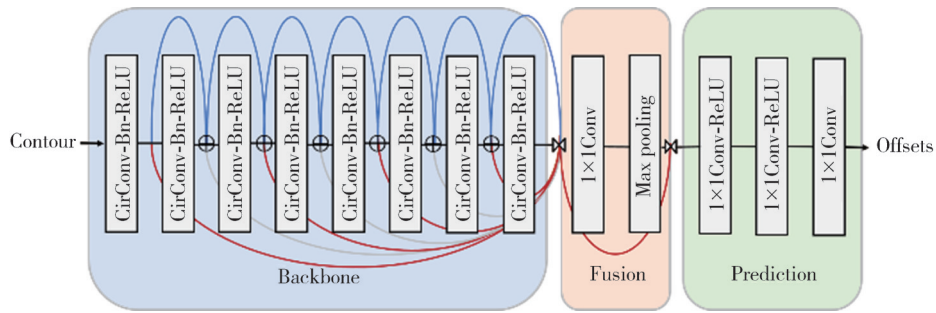 Contour
CirConv-Bn-ReLU
CirConv-Bn-ReLU
CirConv-Bn-ReLU
CirConv-Bn-ReLU
CirConv-Bn-ReLU
CirConv-Bn-ReLU
CirConv-Bn-ReLU
CirConv-Bn-ReLU
Backbone
1×1Conv
Max pooling
Fusion
1×1Conv-ReLU
1×1Conv-ReLU
1×1Conv
Prediction
Offsets